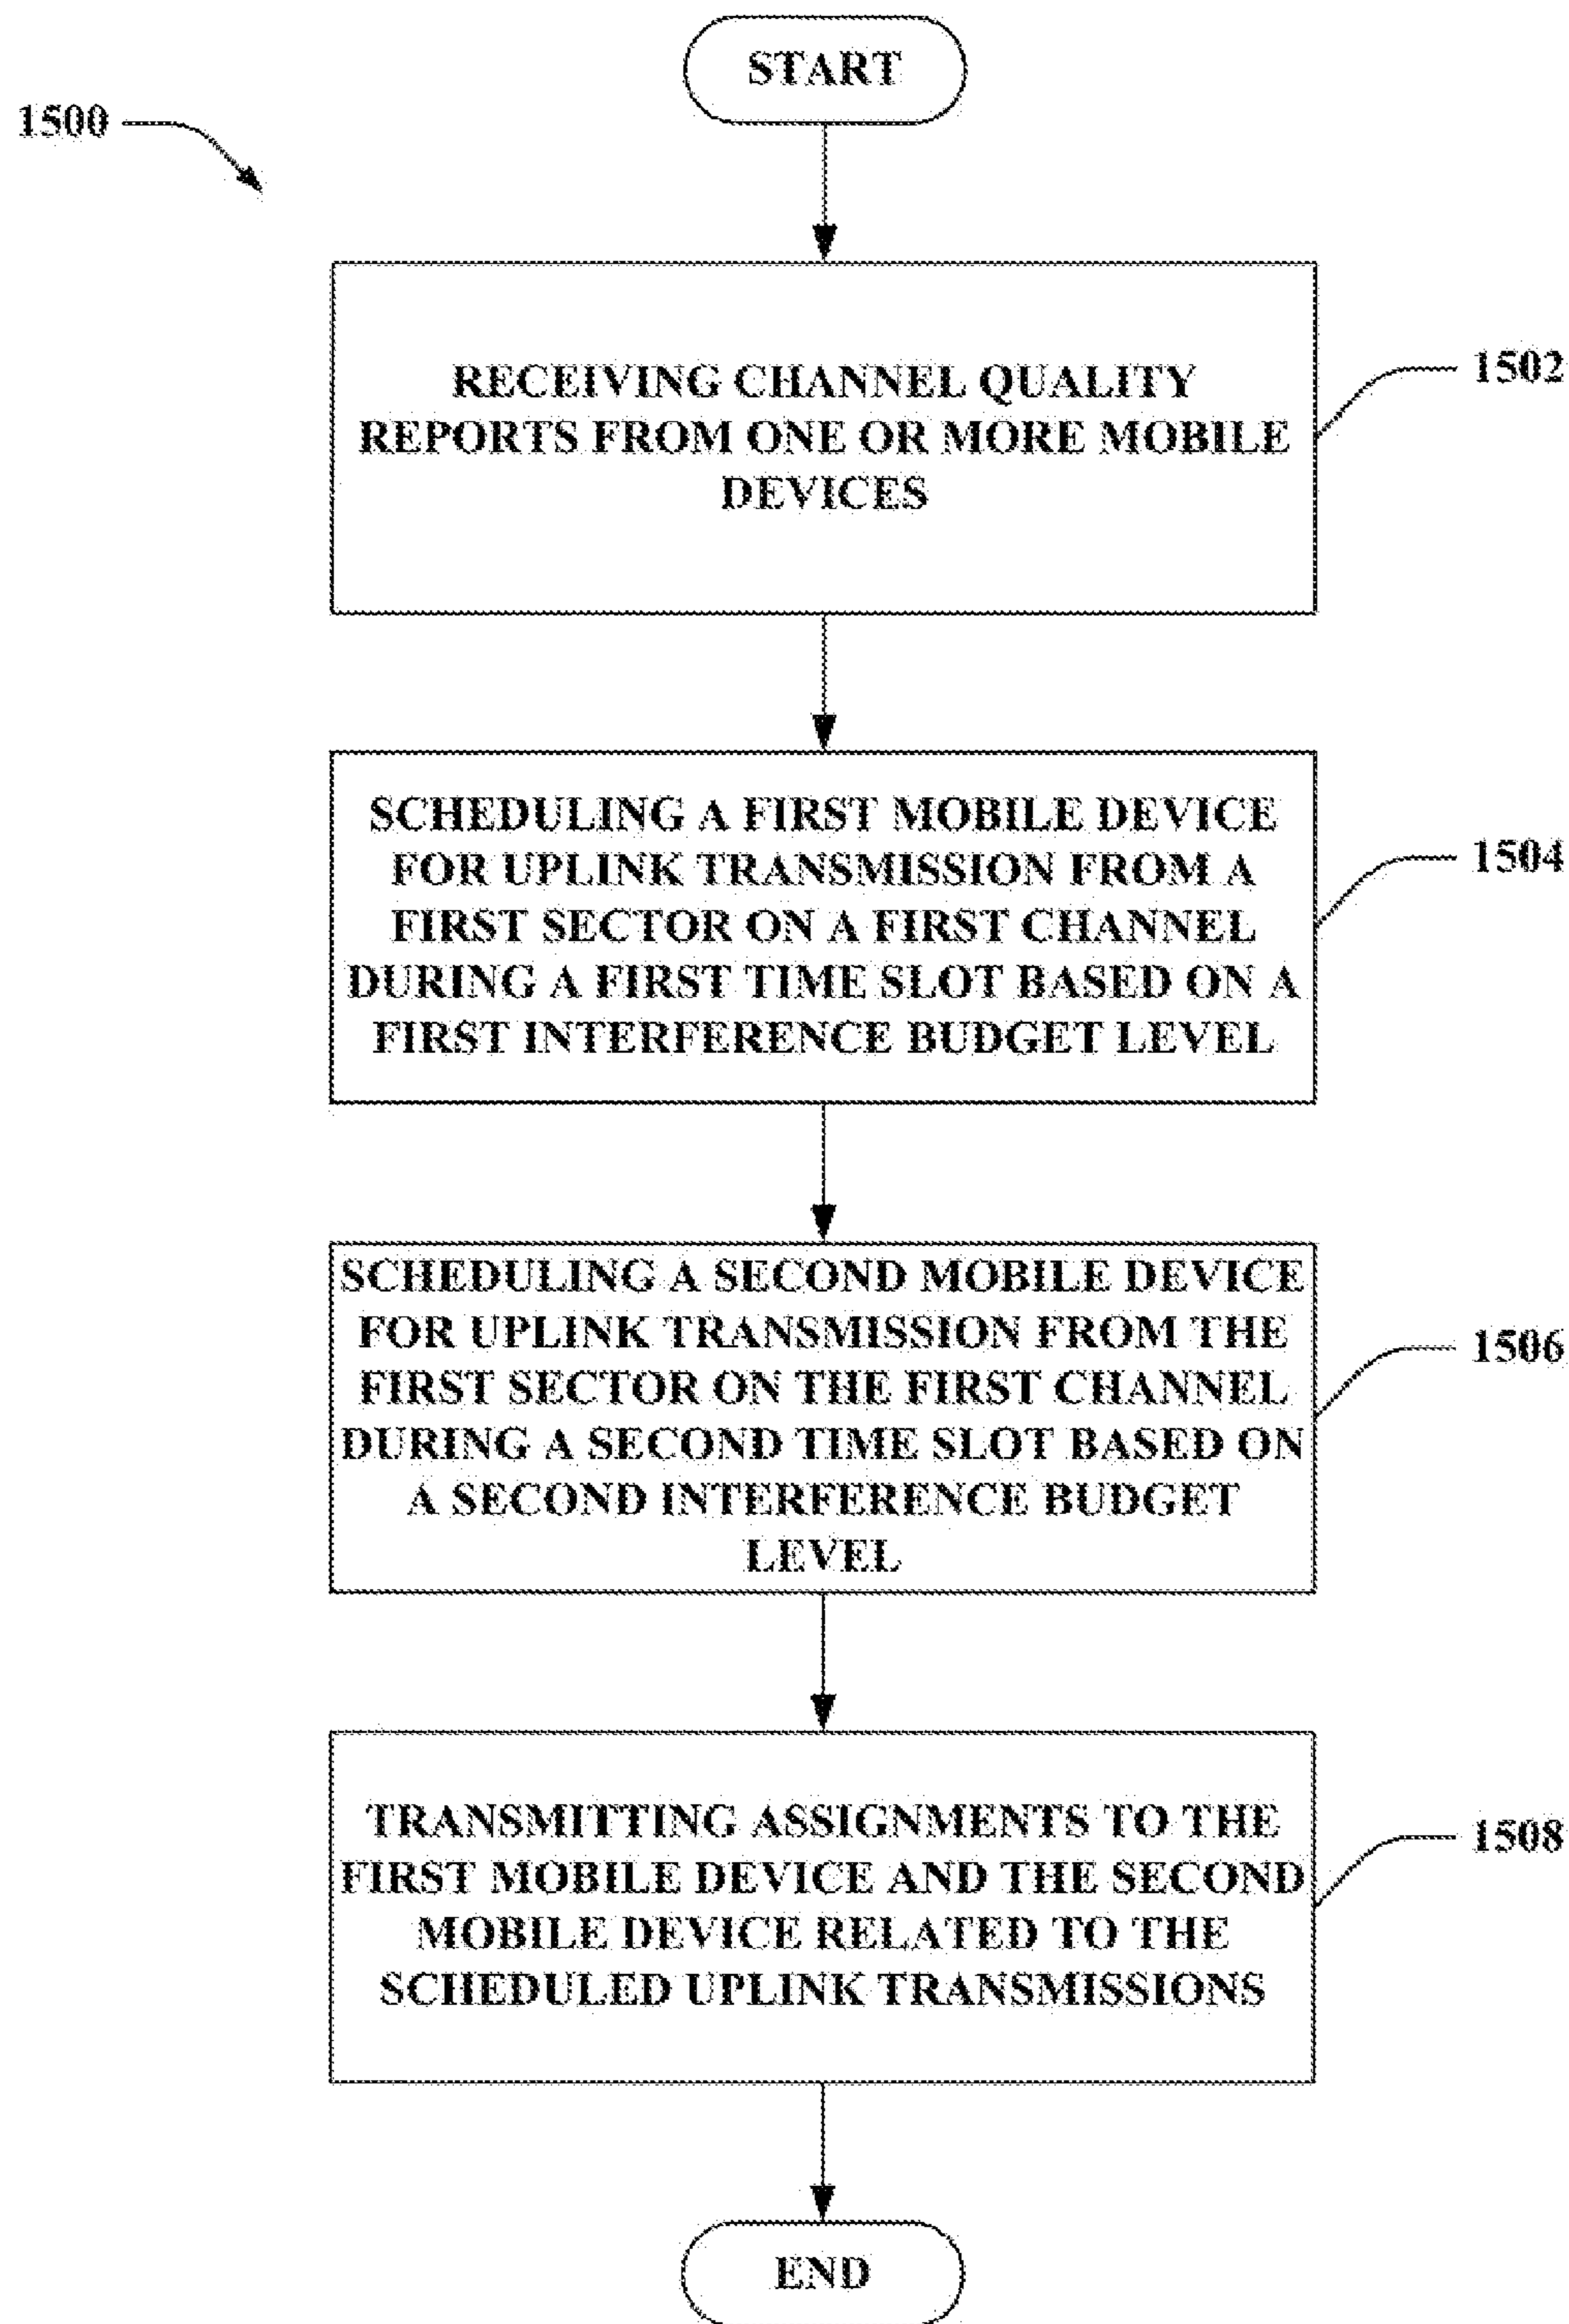 START
1500
RECEIVING CHANNEL QUALITY
REPORTS FROM ONE OR MORE MOBILE
DEVICES
1502
SCHEDULING A FIRST MOBILE DEVICE
FOR UPLINK TRANSMISSION FROM A
FIRST SECTOR ON A FIRST CHANNEL
DURING A FIRST TIME SLOT BASED ON A
FIRST INTERFERENCE BUDGET LEVEL
1504
SCHEDULING A SECOND MOBILE DEVICE
FOR UPLINK TRANSMISSION FROM THE
FIRST SECTOR ON THE FIRST CHANNEL
DURING A SECOND TIME SLOT BASED ON
A SECOND INTERFERENCE BUDGET
LEVEL
1506
TRANSMITTING ASSIGNMENTS TO THE
FIRST MOBILE DEVICE AND THE SECOND
MOBILE DEVICE RELATED TO THE
SCHEDULED UPLINK TRANSMISSIONS
1508
END